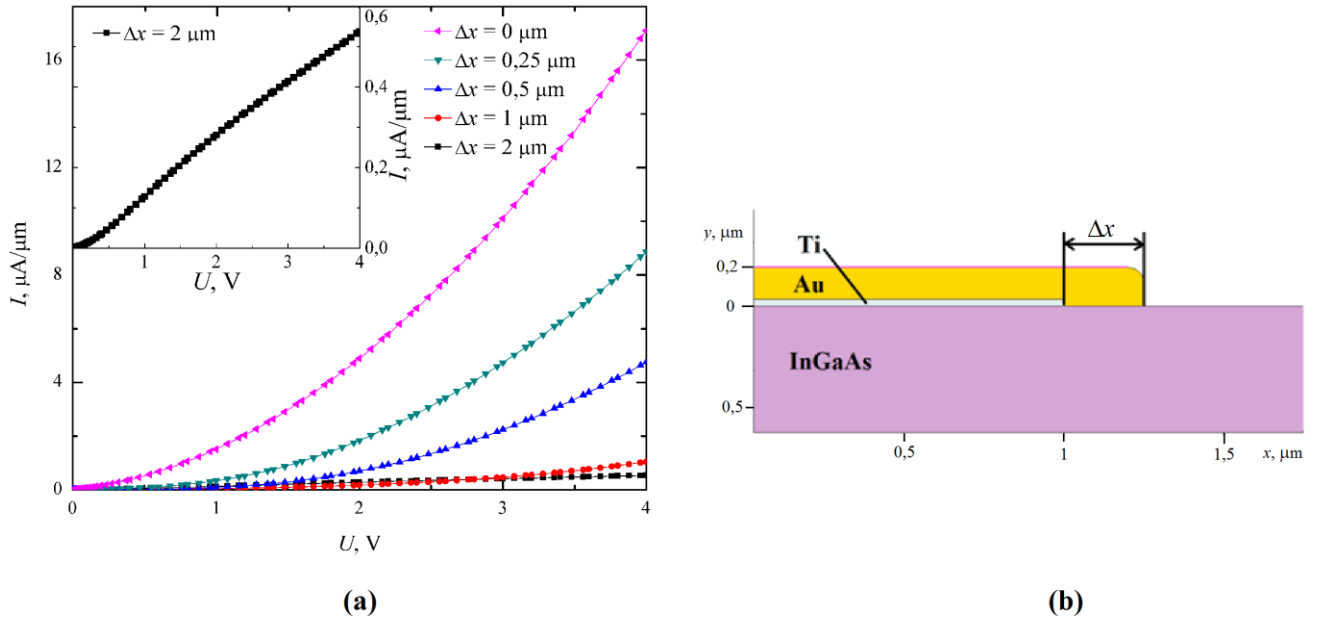 Δx = 2 μm
0,6
0,4
0,2
0,0
I, μA/μm
1
2
3
4
U, V
Δx = 0 μm
Δx = 0,25 μm
Δx = 0,5 μm
Δx = 1 μm
Δx = 2 μm
16
12
8
4
0
I, μA/μm
0
1
2
3
4
U, V
(a)
y, μm
0,2
0
0,5
Ti
Au
Δx
InGaAs
0,5
1
1,5
x, μm
(b)